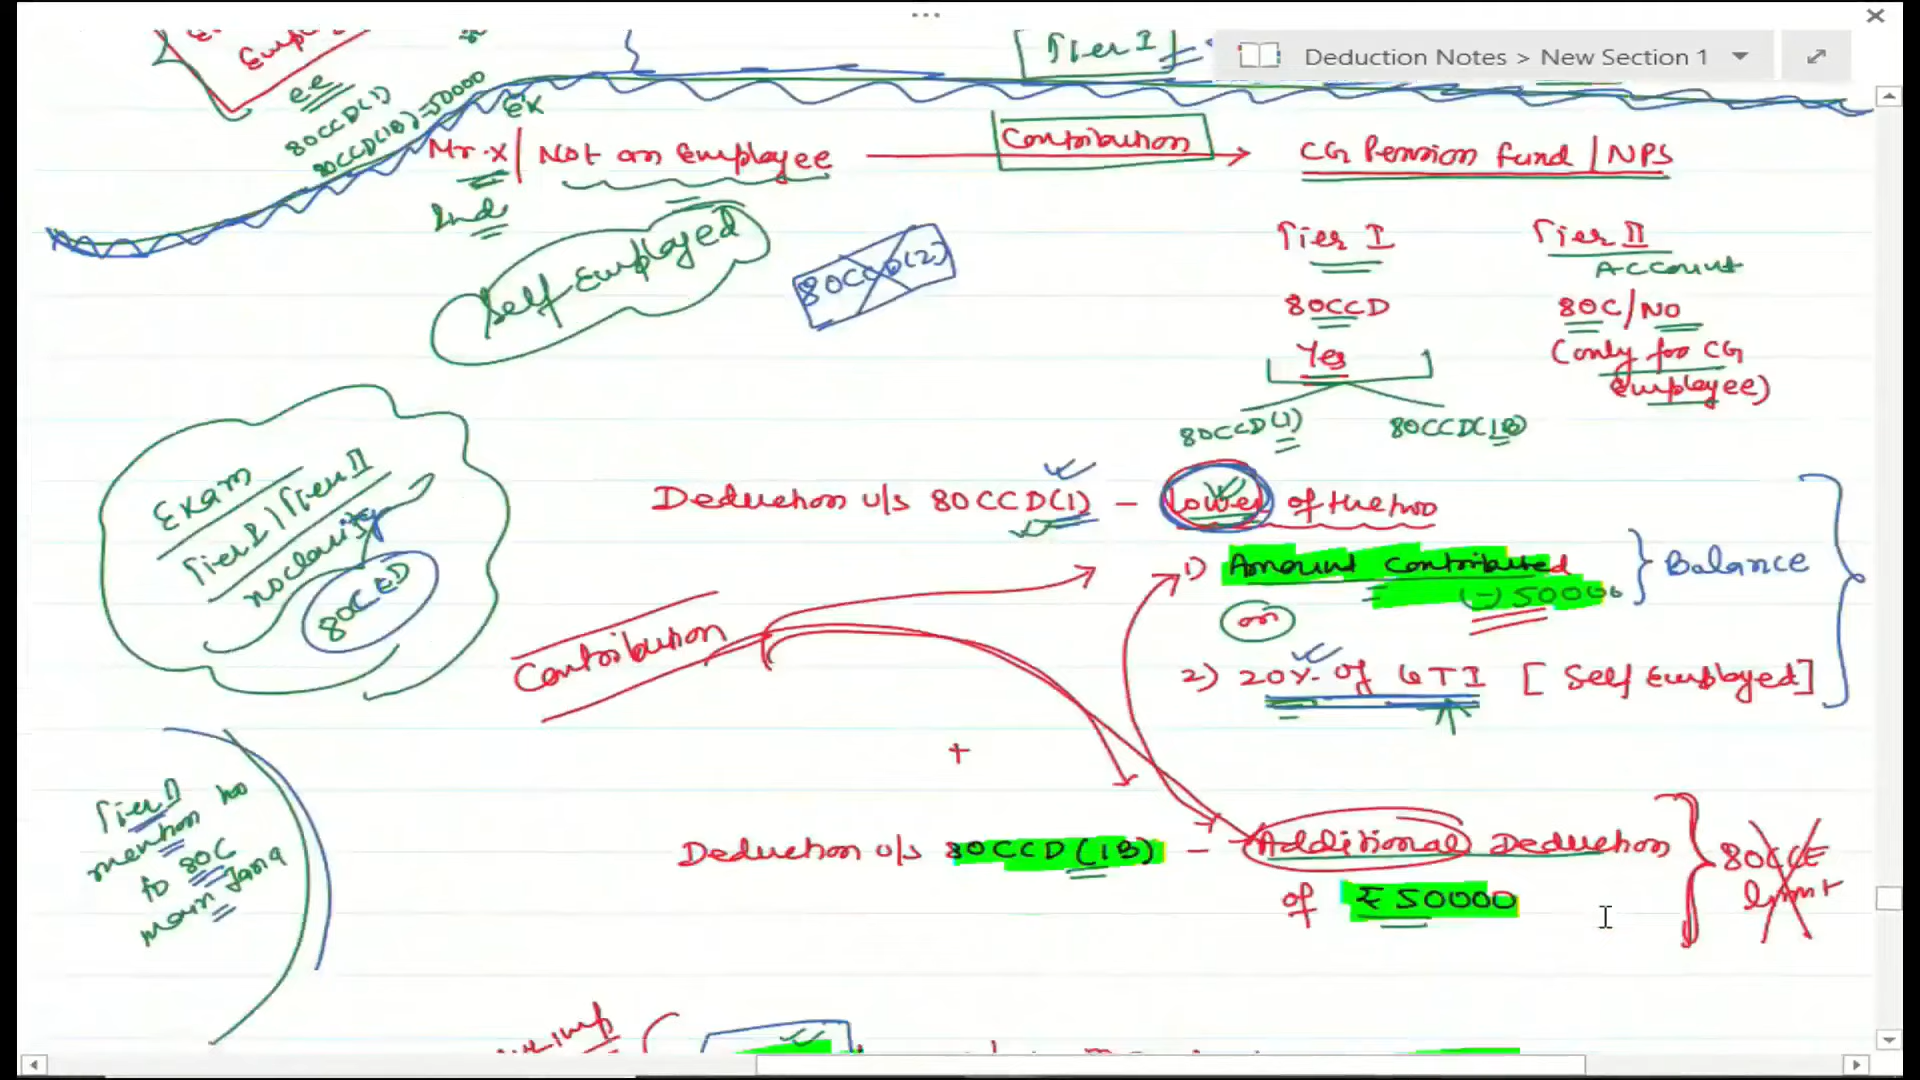 Deduction Notes > New Section 1
Tier I
ee
80CCD(1)
80CCD(1B)=50000
Ex
Mr.X | Not an Employee
Ind
Self Employed
Contribution
CG Pension Fund / NPS
80CCD(2)
Tier I
Tier II
Account
80CCD
80C/No
Yes
(only for CG
Employee)
80CCD(1)
80CCD(1B)
Exam
Tier I / Tier II
no clarity
80CCD
Deduction u/s 80CCD(1) - lower of the two
1) Amount Contributed
(-) 50000
} Balance
or
2) 20% of GTI [Self Employed]
Contribution
+
Deduction u/s 80CCD(1B) - Additional Deduction
of ₹ 50000
80CCE
limit
Tier II
mention ho
to 80C
main jana